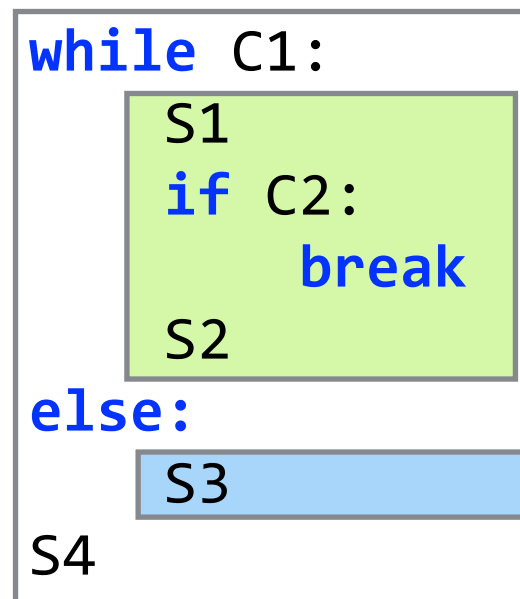 while C1:
S1
if C2:
break
S2
else:
S3
S4